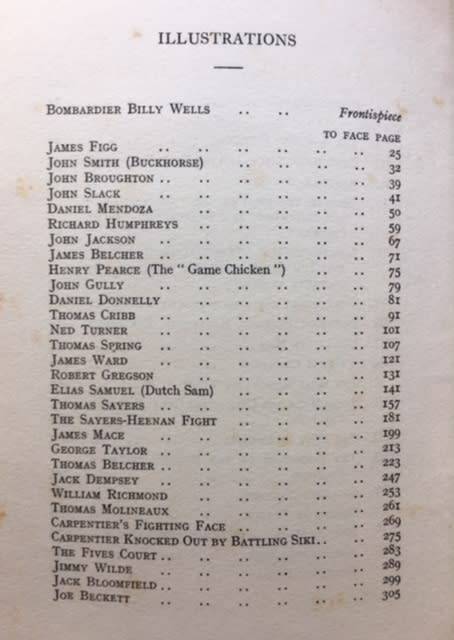 ILLUSTRATIONS
BOMBARDIER BILLY WELLS .. .. Frontispiece
TO FACE PAGE
JAMES FIGG .. .. .. .. .. .. 25
JOHN SMITH (BUCKHORSE) .. .. .. .. 32
JOHN BROUGHTON .. .. .. .. .. .. 39
JOHN SLACK .. .. .. .. .. .. 41
DANIEL MENDOZA .. .. .. .. .. 50
RICHARD HUMPHREYS .. .. .. .. .. 59
JOHN JACKSON .. .. .. .. .. .. 67
JAMES BELCHER .. .. .. .. .. .. 71
HENRY PEARCE (The " Game Chicken ") .. .. 75
JOHN GULLY .. .. .. .. .. .. 79
DANIEL DONNELLY .. .. .. .. .. 81
THOMAS CRIBB .. .. .. .. .. .. 91
NED TURNER .. .. .. .. .. .. 101
THOMAS SPRING .. .. .. .. .. .. 107
JAMES WARD .. .. .. .. .. .. 121
ROBERT GREGSON .. .. .. .. .. 131
ELIAS SAMUEL (Dutch Sam) .. .. .. .. 141
THOMAS SAYERS .. .. .. .. .. .. 157
THE SAYERS-HEENAN FIGHT .. .. .. .. 181
JAMES MACE .. .. .. .. .. .. 199
GEORGE TAYLOR .. .. .. .. .. .. 213
THOMAS BELCHER .. .. .. .. .. .. 223
JACK DEMPSEY .. .. .. .. .. .. 247
WILLIAM RICHMOND .. .. .. .. .. 253
THOMAS MOLINEAUX .. .. .. .. .. 261
CARPENTIER'S FIGHTING FACE .. .. .. .. 269
CARPENTIER KNOCKED OUT BY BATTLING SIKI .. .. 275
THE FIVES COURT .. .. .. .. .. .. 283
JIMMY WILDE .. .. .. .. .. .. 289
JACK BLOOMFIELD .. .. .. .. .. .. 299
JOE BECKETT .. .. .. .. .. .. 305